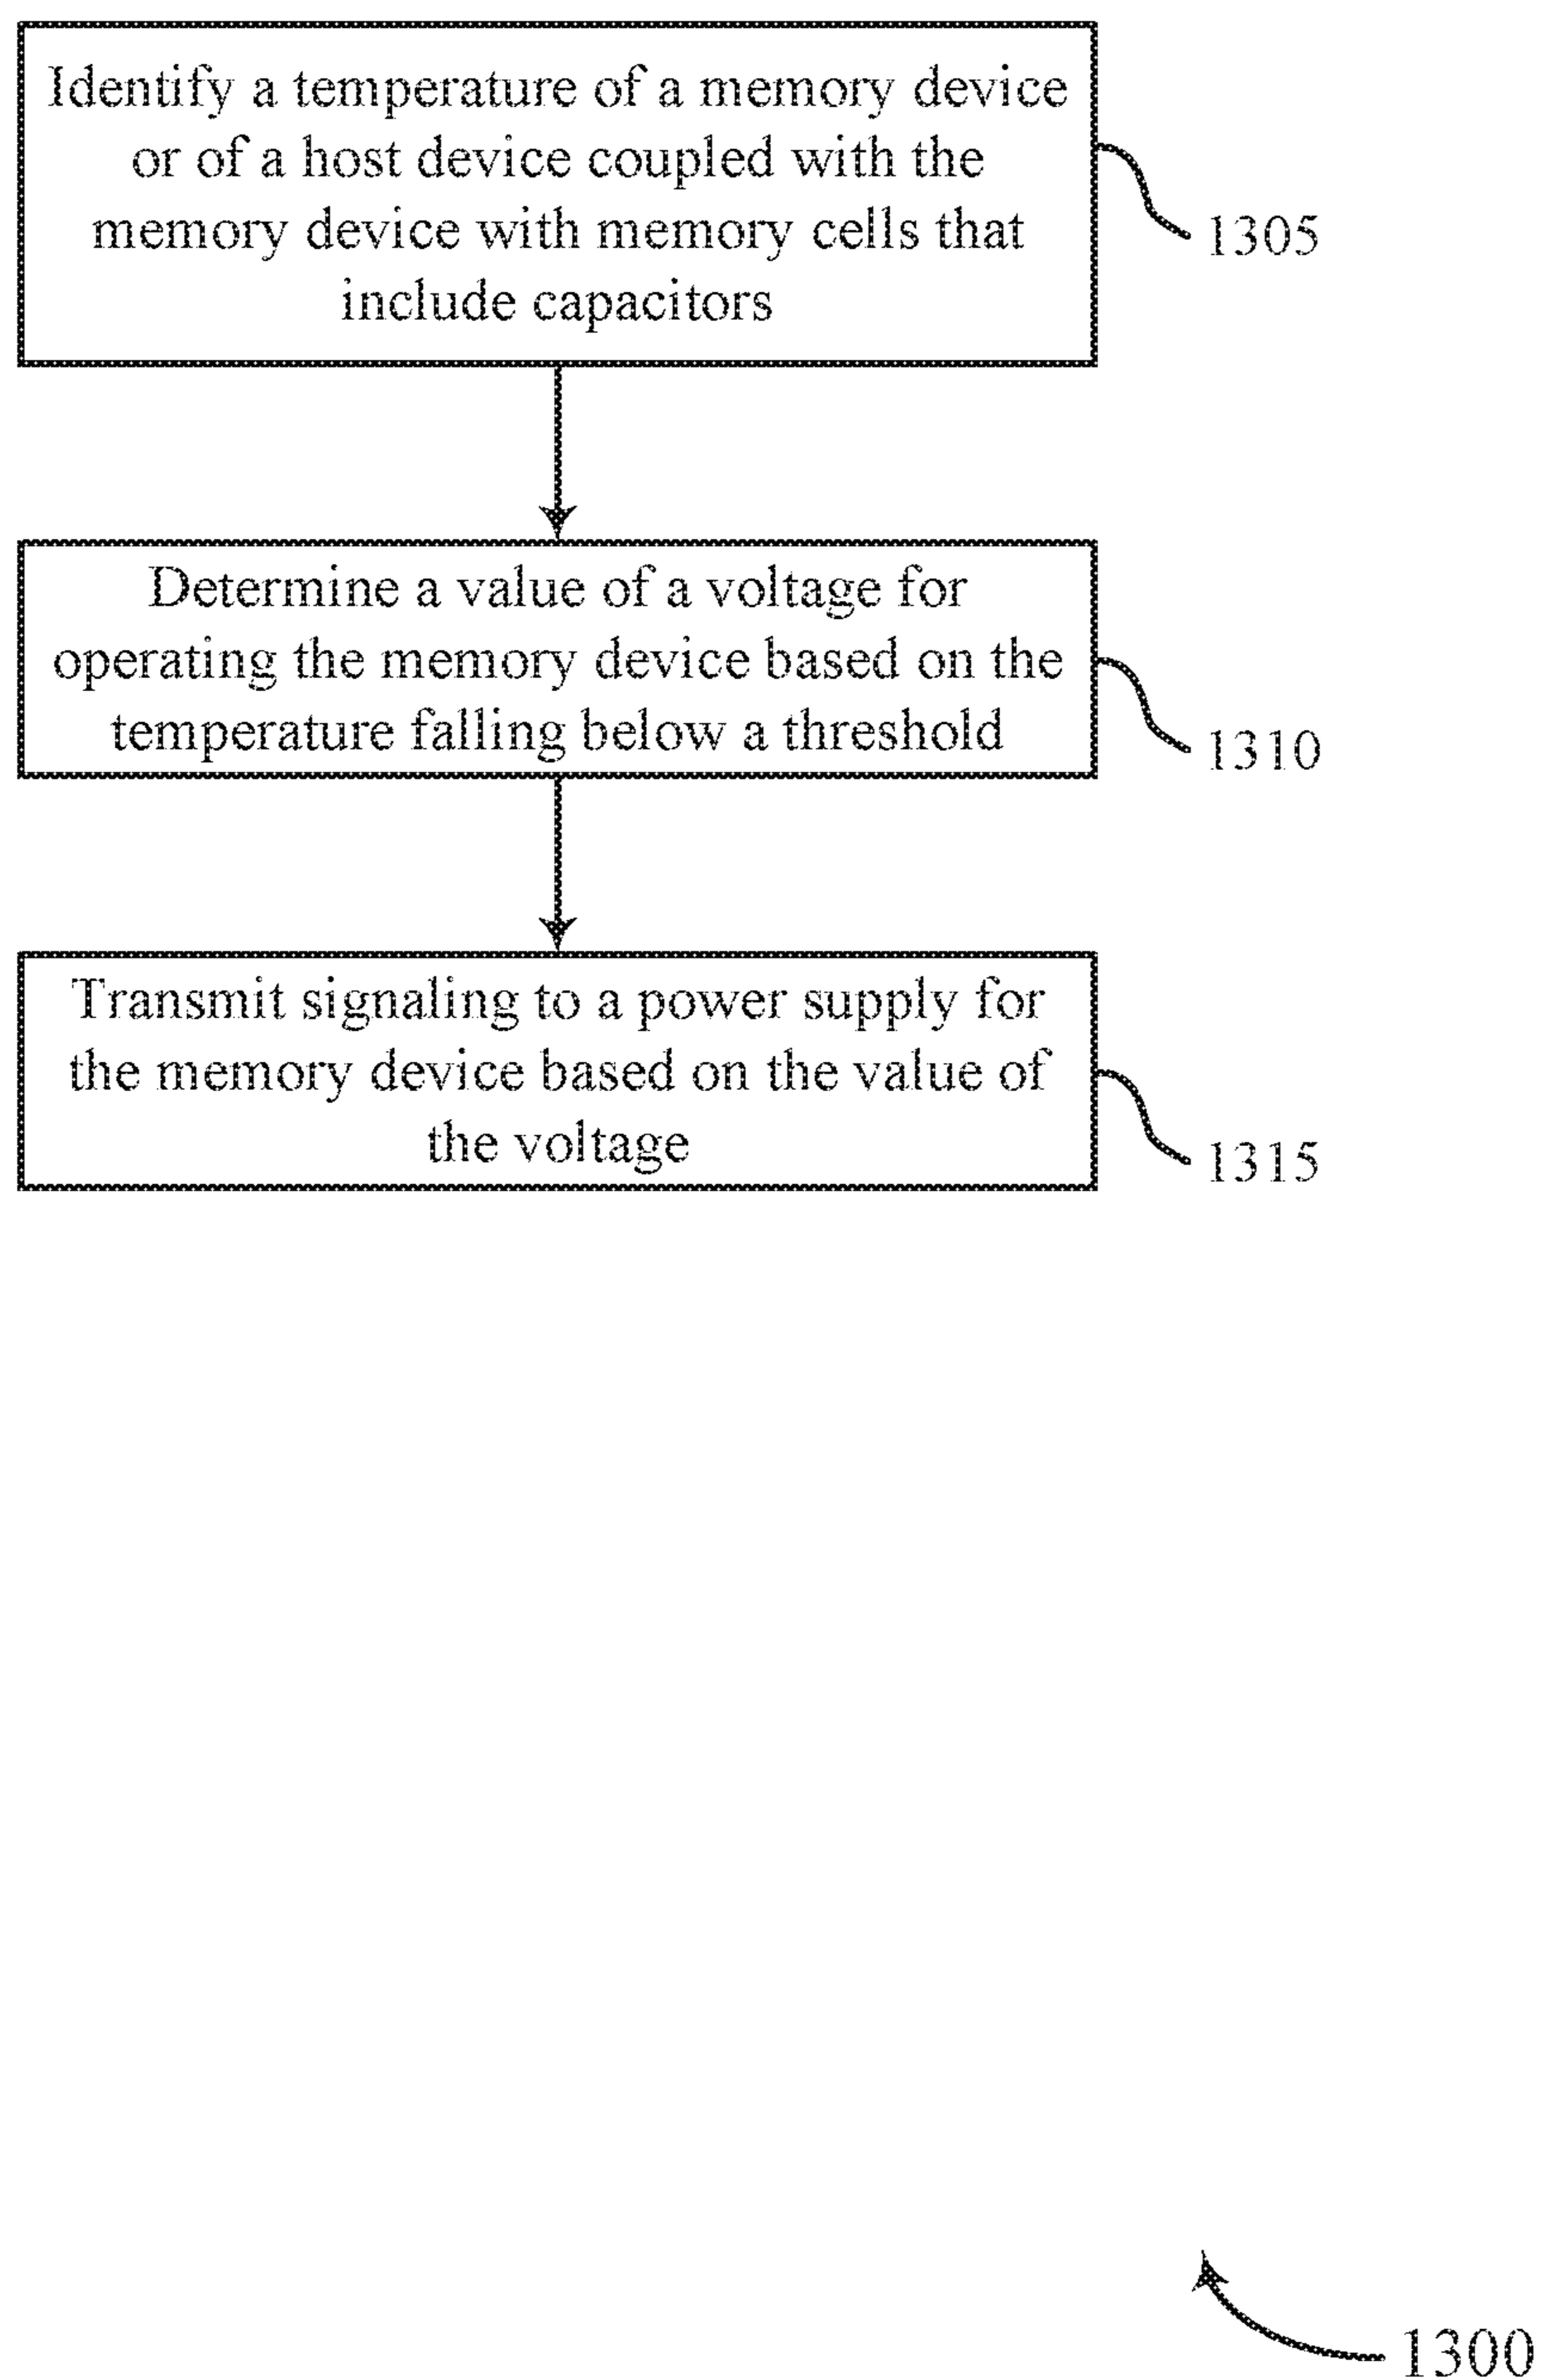 Identify a temperature of a memory device
or of a host device coupled with the
memory device with memory cells that
include capacitors
1305
Determine a value of a voltage for
operating the memory device based on the
temperature falling below a threshold
1310
Transmit signaling to a power supply for
the memory device based on the value of
the voltage
1315
1300